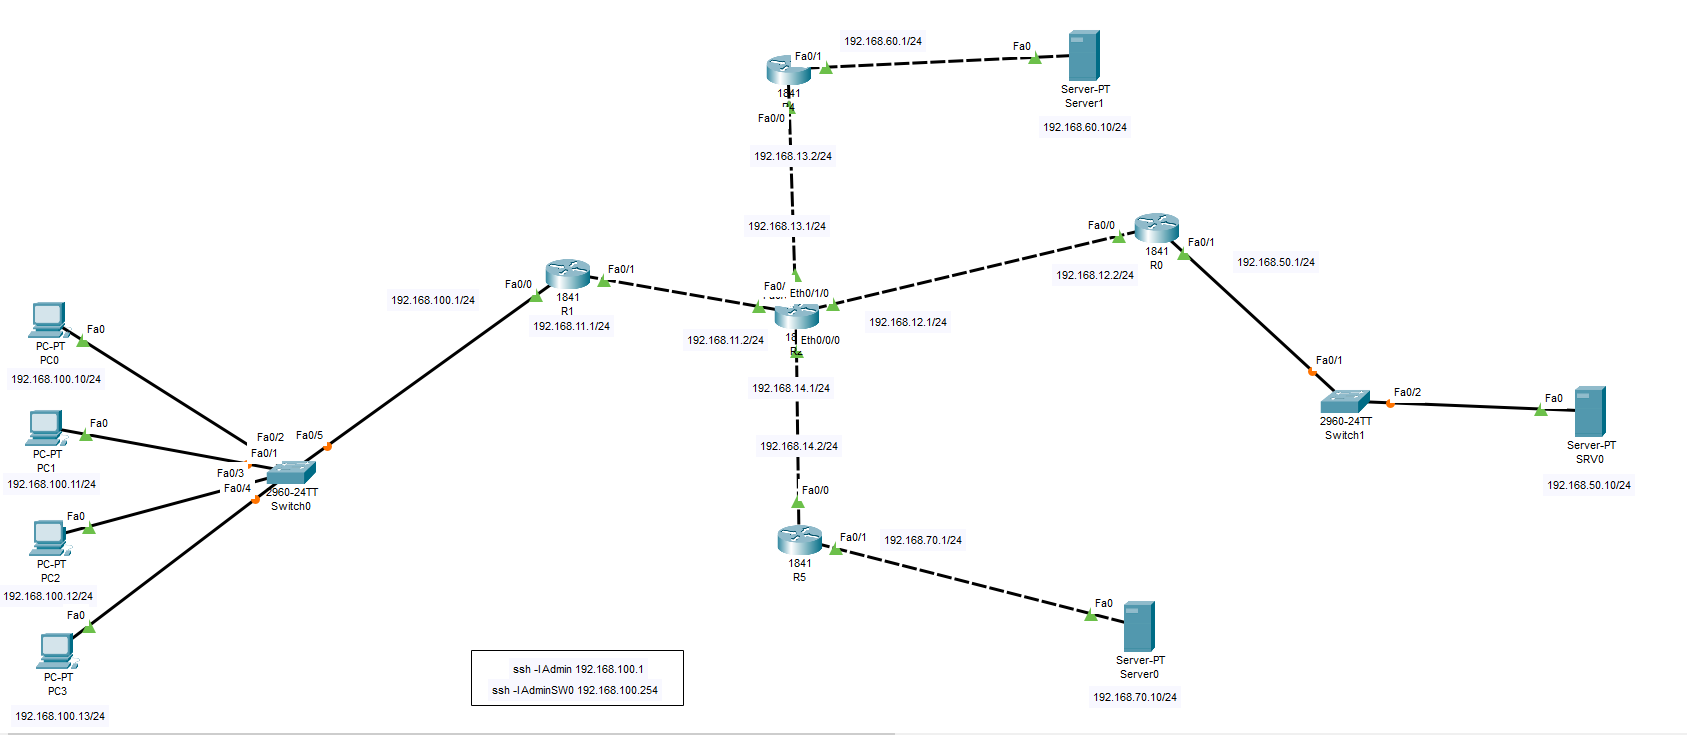 192.168.60.1/24
Fa0/1
Fa0
1841
Server-PT
Server1
Fa0/0
192.168.60.10/24
192.168.13.2/24
192.168.13.1/24
Fa0/0
1841
R0
Fa0/1
192.168.50.1/24
192.168.12.2/24
Fa0/1
Fa0/0
1841
R1
192.168.100.1/24
192.168.11.1/24
Fa0/
Eth0/1/0
192.168.12.1/24
192.168.11.2/24
Eth0/0/0
192.168.14.1/24
192.168.14.2/24
Fa0
PC-PT
PC0
192.168.100.10/24
Fa0
PC-PT
PC1
192.168.100.11/24
Fa0/2
Fa0/5
Fa0/1
Fa0/3
Fa0/4
2960-24TT
Switch0
Fa0
PC-PT
PC2
192.168.100.12/24
Fa0
PC-PT
PC3
192.168.100.13/24
Fa0/1
Fa0/2
2960-24TT
Switch1
Fa0
Server-PT
SRV0
192.168.50.10/24
Fa0/0
Fa0/1
192.168.70.1/24
1841
R5
Fa0
Server-PT
Server0
192.168.70.10/24
ssh -l Admin 192.168.100.1
ssh -l AdminSW0 192.168.100.254